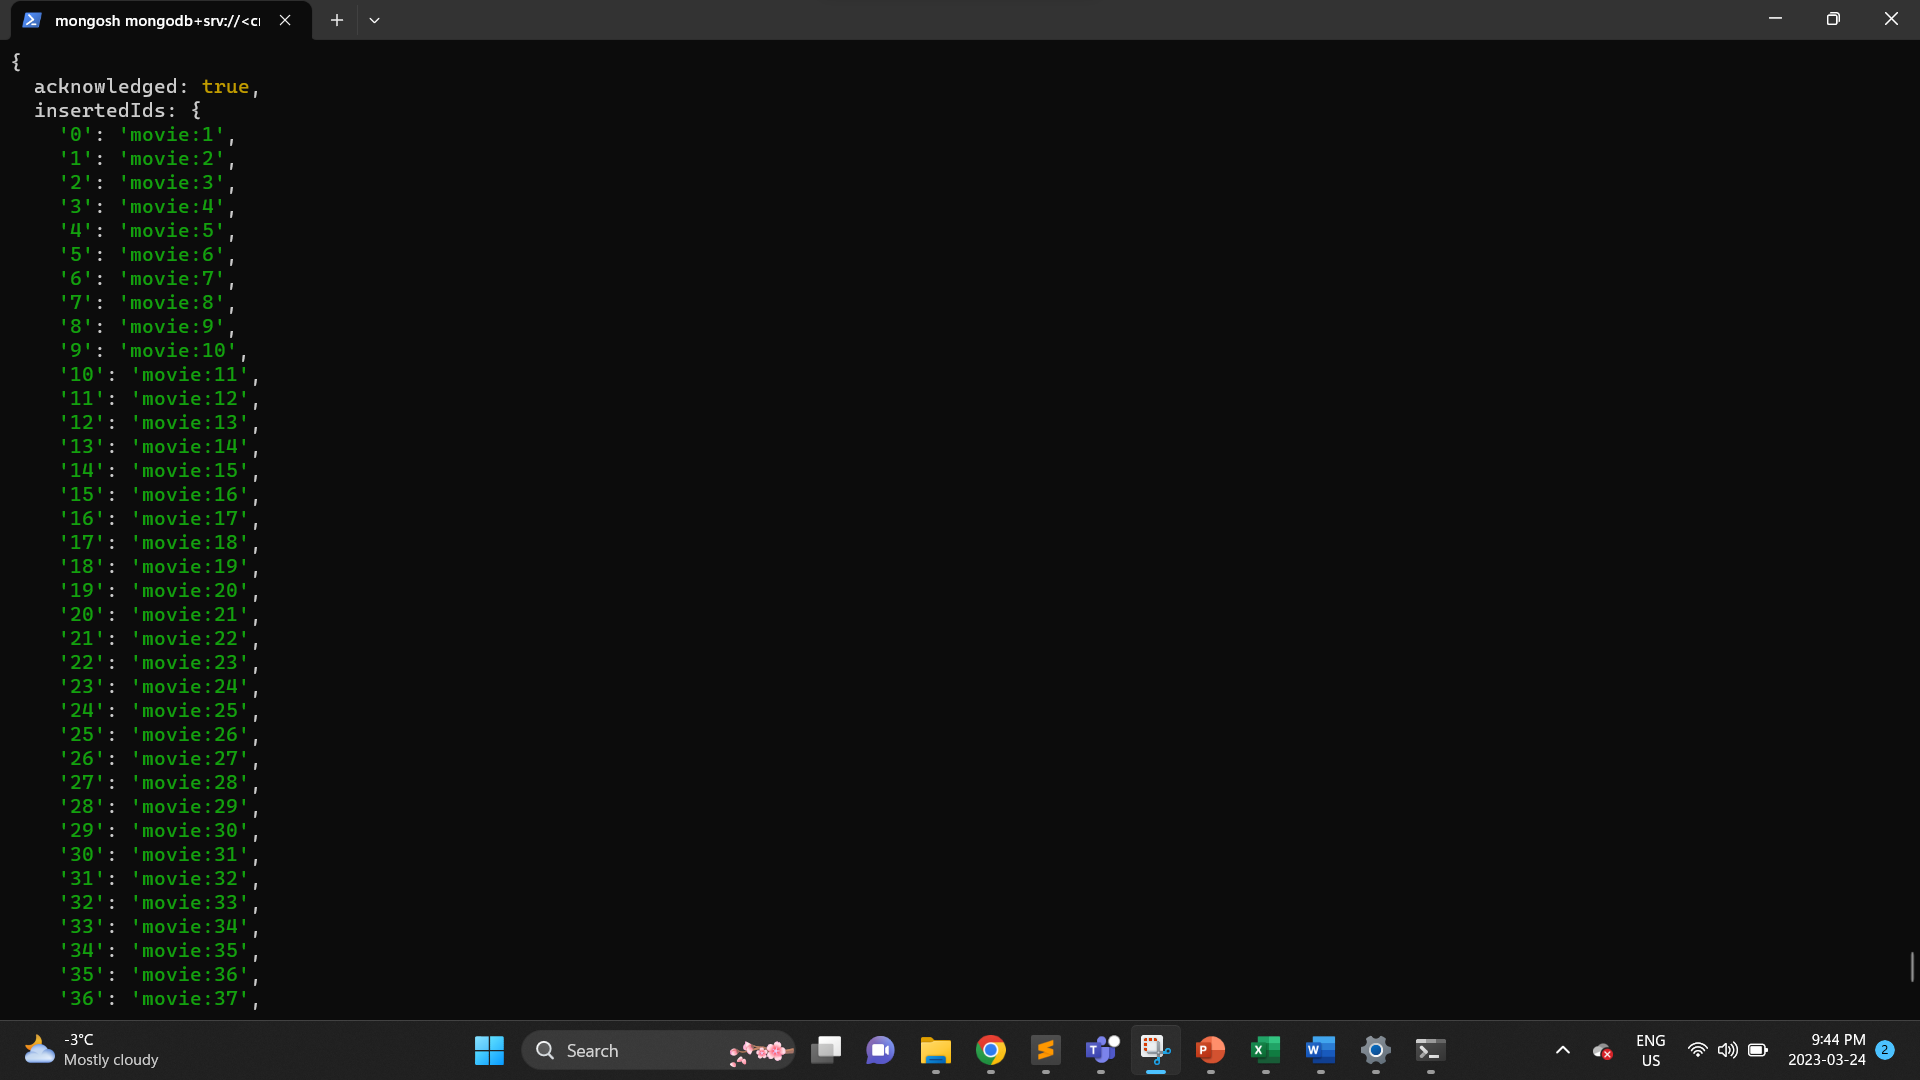 mongosh mongodb+srv://<cr
{
acknowledged: true,
insertedIds: {
'0': 'movie:1',
'1': 'movie:2',
'2': 'movie:3',
'3': 'movie:4',
'4': 'movie:5',
'5': 'movie:6',
'6': 'movie:7',
'7': 'movie:8',
'8': 'movie:9',
'9': 'movie:10',
'10': 'movie:11',
'11': 'movie:12',
'12': 'movie:13',
'13': 'movie:14',
'14': 'movie:15',
'15': 'movie:16',
'16': 'movie:17',
'17': 'movie:18',
'18': 'movie:19',
'19': 'movie:20',
'20': 'movie:21',
'21': 'movie:22',
'22': 'movie:23',
'23': 'movie:24',
'24': 'movie:25',
'25': 'movie:26',
'26': 'movie:27',
'27': 'movie:28',
'28': 'movie:29',
'29': 'movie:30',
'30': 'movie:31',
'31': 'movie:32',
'32': 'movie:33',
'33': 'movie:34',
'34': 'movie:35',
'35': 'movie:36',
'36': 'movie:37',
-3°C
Mostly cloudy
Search
ENG
US
9:44 PM
2023-03-24
2